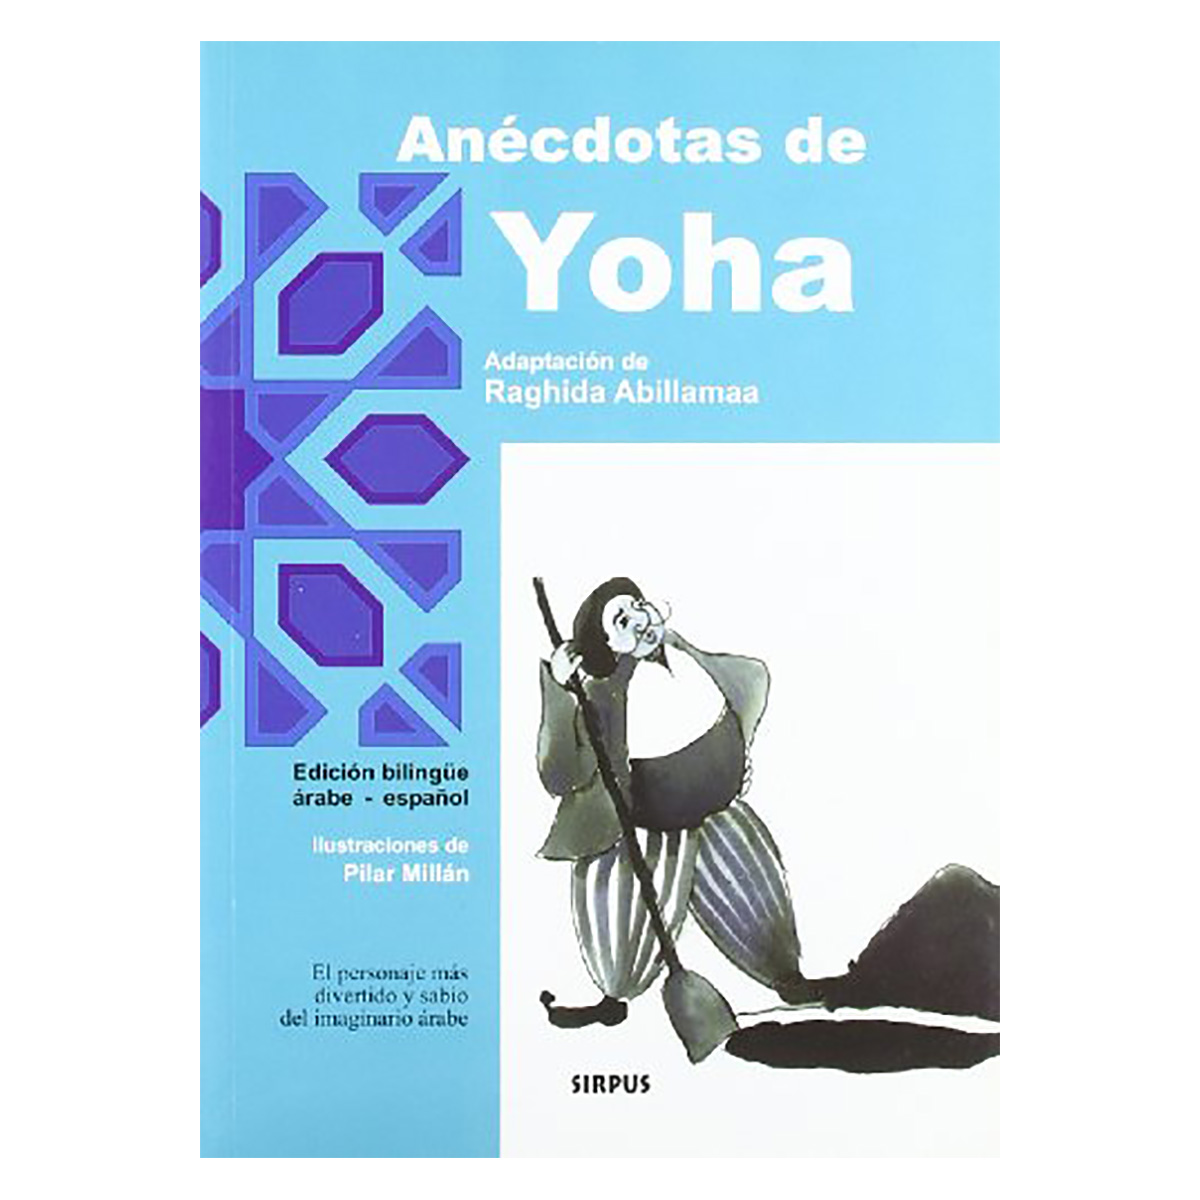 Anécdotas de
Yoha
Adaptación de
Raghida Abillamaa
Edición bilingüe
árabe - español
Ilustraciones de
Pilar Millán
El personaje más
divertido y sabio
del imaginario árabe
SIRPUS